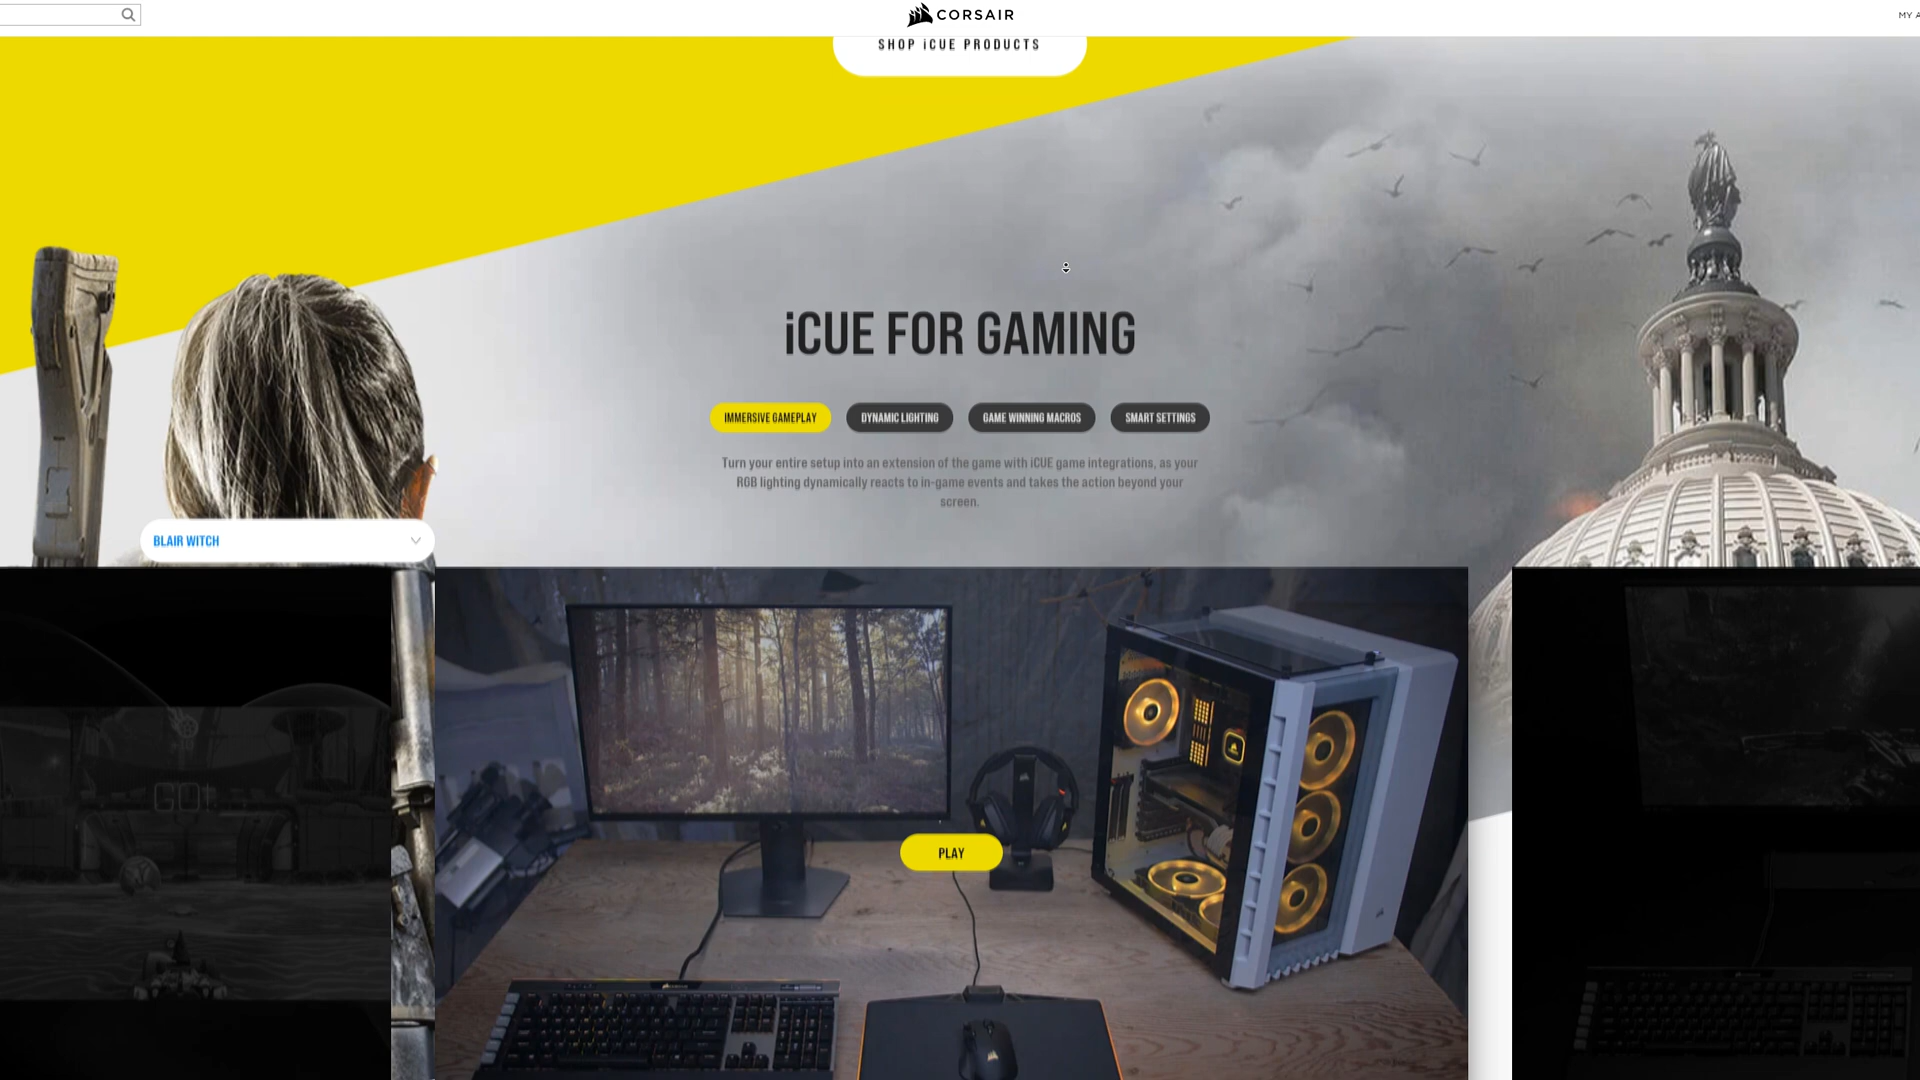 CORSAIR
MY A
SHOP iCUE PRODUCTS
iCUE FOR GAMING
IMMERSIVE GAMEPLAY
DYNAMIC LIGHTING
GAME WINNING MACROS
SMART SETTINGS
Turn your entire setup into an extension of the game with iCUE game integrations, as your
RGB lighting dynamically reacts to in-game events and takes the action beyond your
screen.
BLAIR WITCH
GO!
PLAY